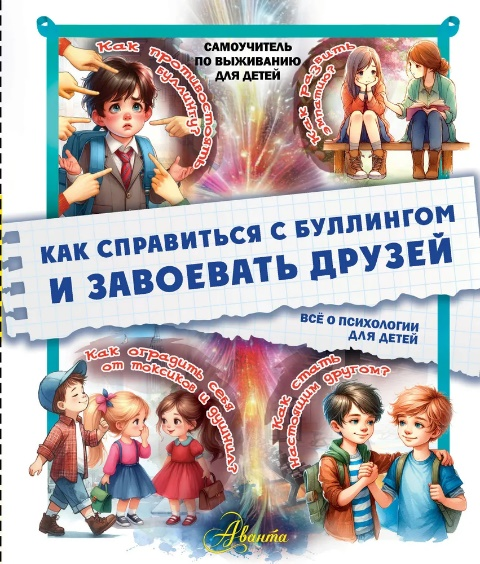 САМОУЧИТЕЛЬ
ПО ВЫЖИВАНИЮ
ДЛЯ ДЕТЕЙ
Как противостоять
буллингу?
Как развить
эмпатию?
КАК СПРАВИТЬСЯ С БУЛЛИНГОМ
И ЗАВОЕВАТЬ ДРУЗЕЙ
ВСЁ О ПСИХОЛОГИИ
ДЛЯ ДЕТЕЙ
Как оградить себя
от токсиков и душнил?
Как стать
настоящим другом?
Аванта